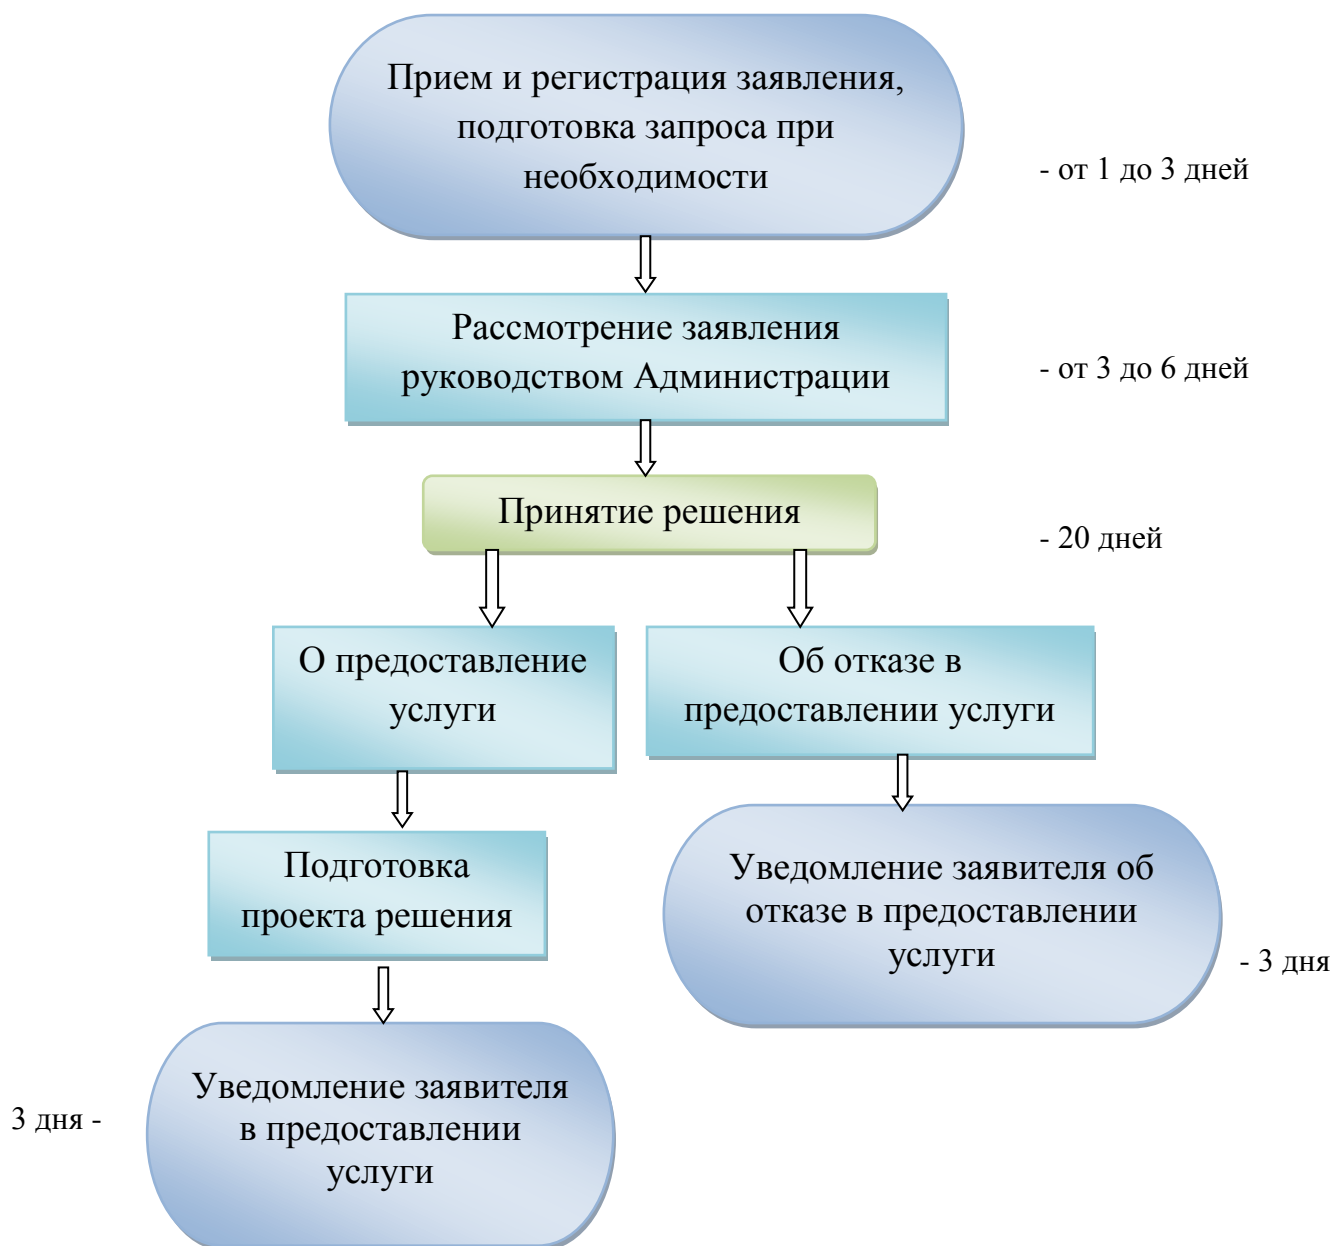 Прием и регистрация заявления,
подготовка запроса при
необходимости
- от 1 до 3 дней
Рассмотрение заявления
руководством Администрации
- от 3 до 6 дней
Принятие решения
- 20 дней
О предоставление
услуги
Об отказе в
предоставлении услуги
Подготовка
проекта решения
Уведомление заявителя об
отказе в предоставлении
услуги
- 3 дня
Уведомление заявителя
в предоставлении
услуги
3 дня -